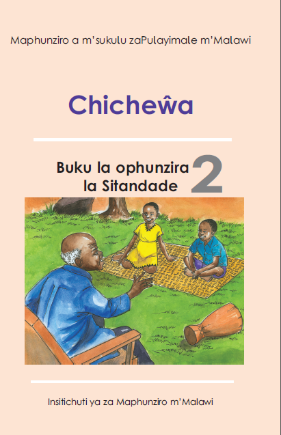 Maphunziro a m'sukulu zaPulayimale m'Malawi
Chicheŵa
Buku la ophunzira
la Sitandade 2
Insitichuti ya za Maphunziro m'Malawi